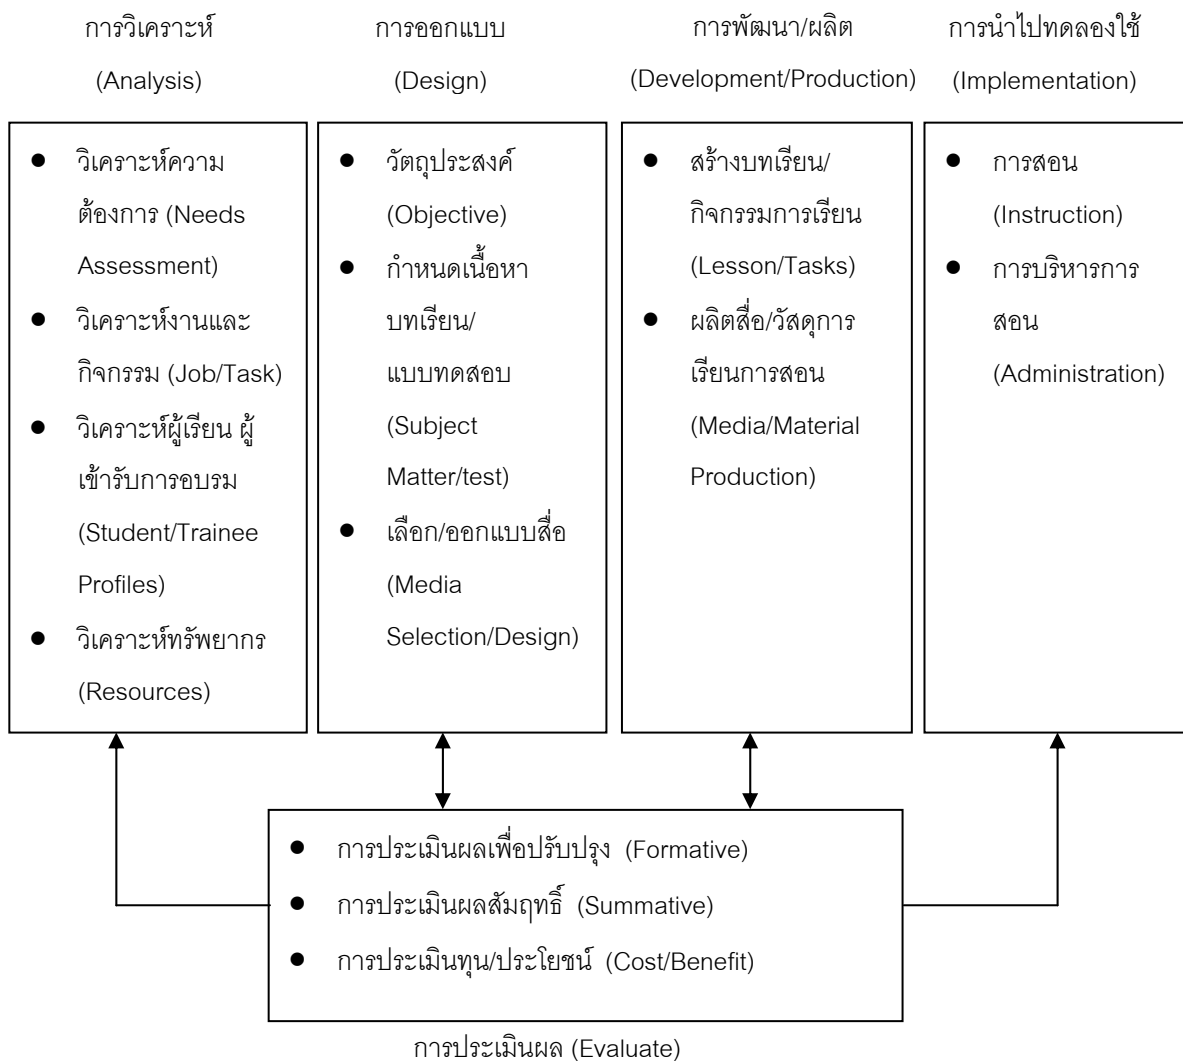 การวิเคราะห์
(Analysis)
การออกแบบ
(Design)
การพัฒนา/ผลิต
(Development/Production)
การนำไปทดลองใช้
(Implementation)
● วิเคราะห์ความ
ต้องการ (Needs
Assessment)
● วิเคราะห์งานและ
กิจกรรม (Job/Task)
● วิเคราะห์ผู้เรียน ผู้
เข้ารับการอบรม
(Student/Trainee
Profiles)
● วิเคราะห์ทรัพยากร
(Resources)
● วัตถุประสงค์
(Objective)
● กำหนดเนื้อหา
บทเรียน/
แบบทดสอบ
(Subject
Matter/test)
● เลือก/ออกแบบสื่อ
(Media
Selection/Design)
● สร้างบทเรียน/
กิจกรรมการเรียน
(Lesson/Tasks)
● ผลิตสื่อ/วัสดุการ
เรียนการสอน
(Media/Material
Production)
● การสอน
(Instruction)
● การบริหารการ
สอน
(Administration)
● การประเมินผลเพื่อปรับปรุง (Formative)
● การประเมินผลสัมฤทธิ์ (Summative)
● การประเมินทุน/ประโยชน์ (Cost/Benefit)
การประเมินผล (Evaluate)